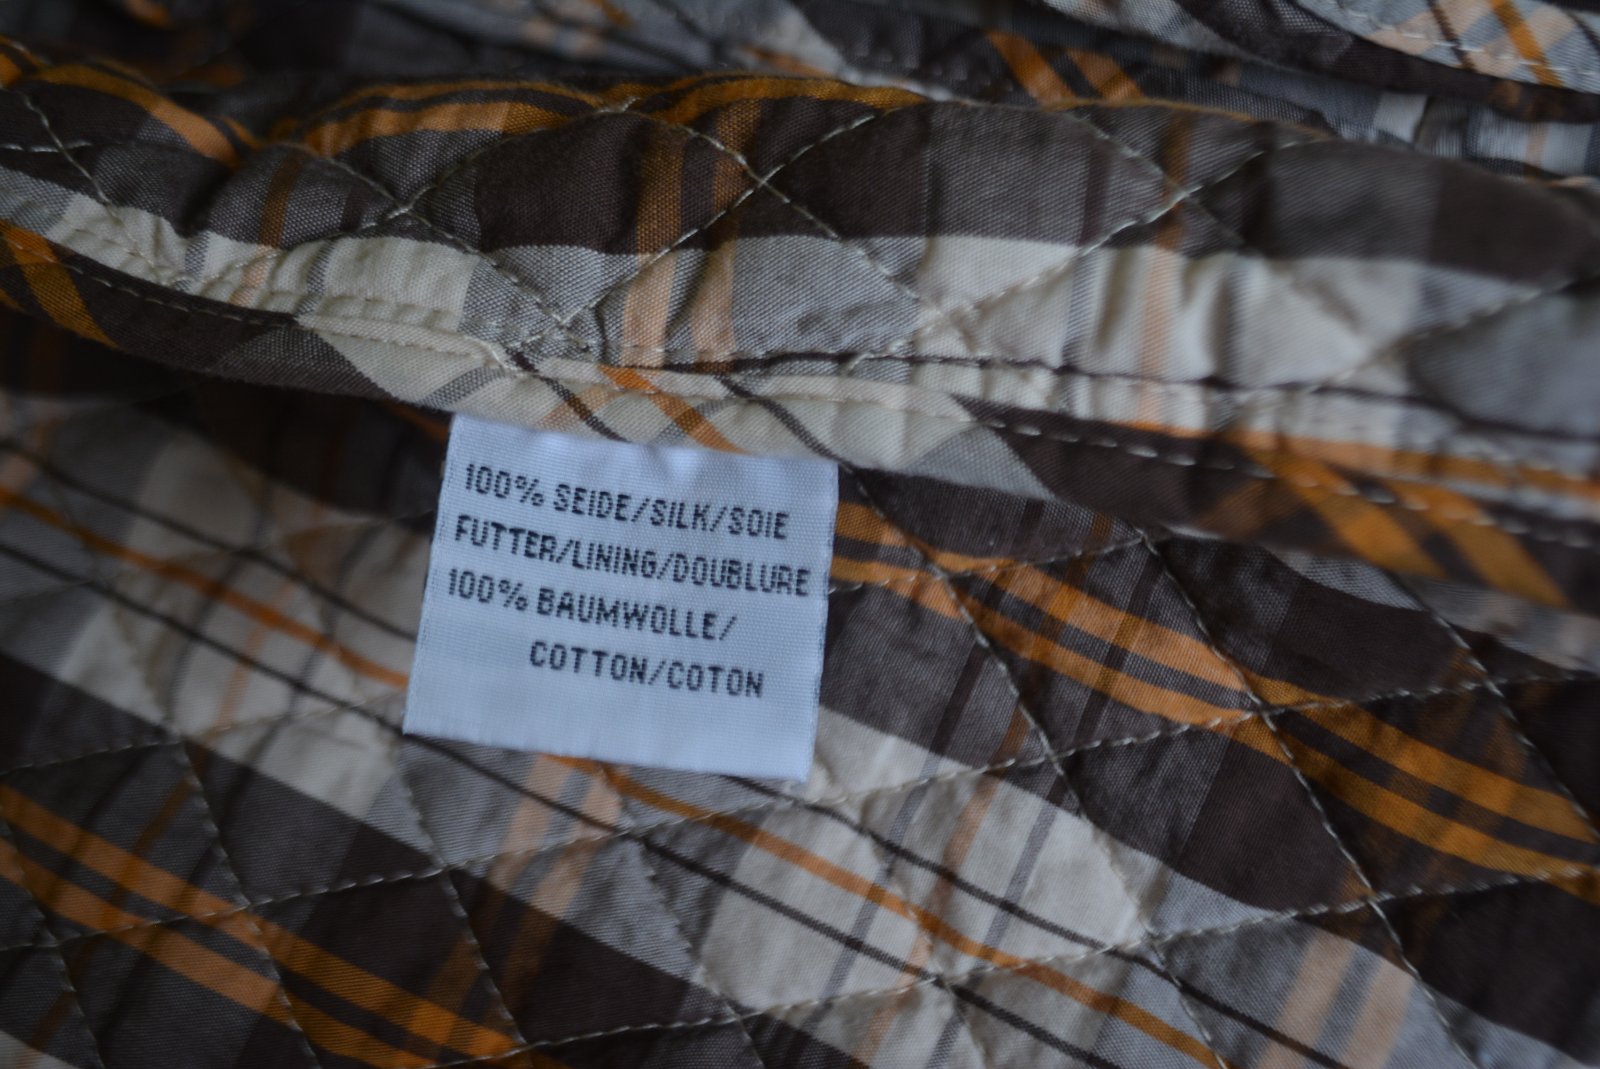 100% SEIDE/SILK/SOIE
FUTTER/LINING/DOUBLURE
100% BAUMWOLLE/
COTTON/COTON